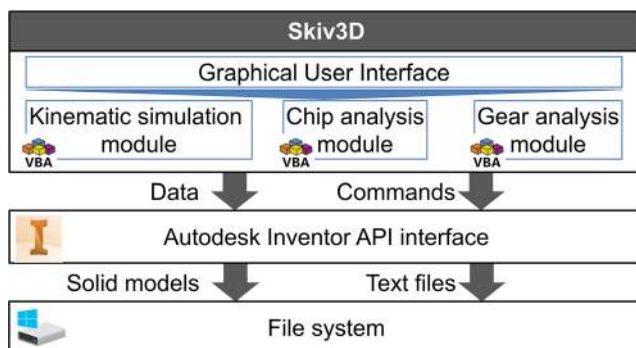 Skiv3D
Graphical User Interface
Kinematic simulation
module
VBA
Chip analysis
module
VBA
Gear analysis
module
VBA
Data
Commands
Autodesk Inventor API interface
Solid models
Text files
File system